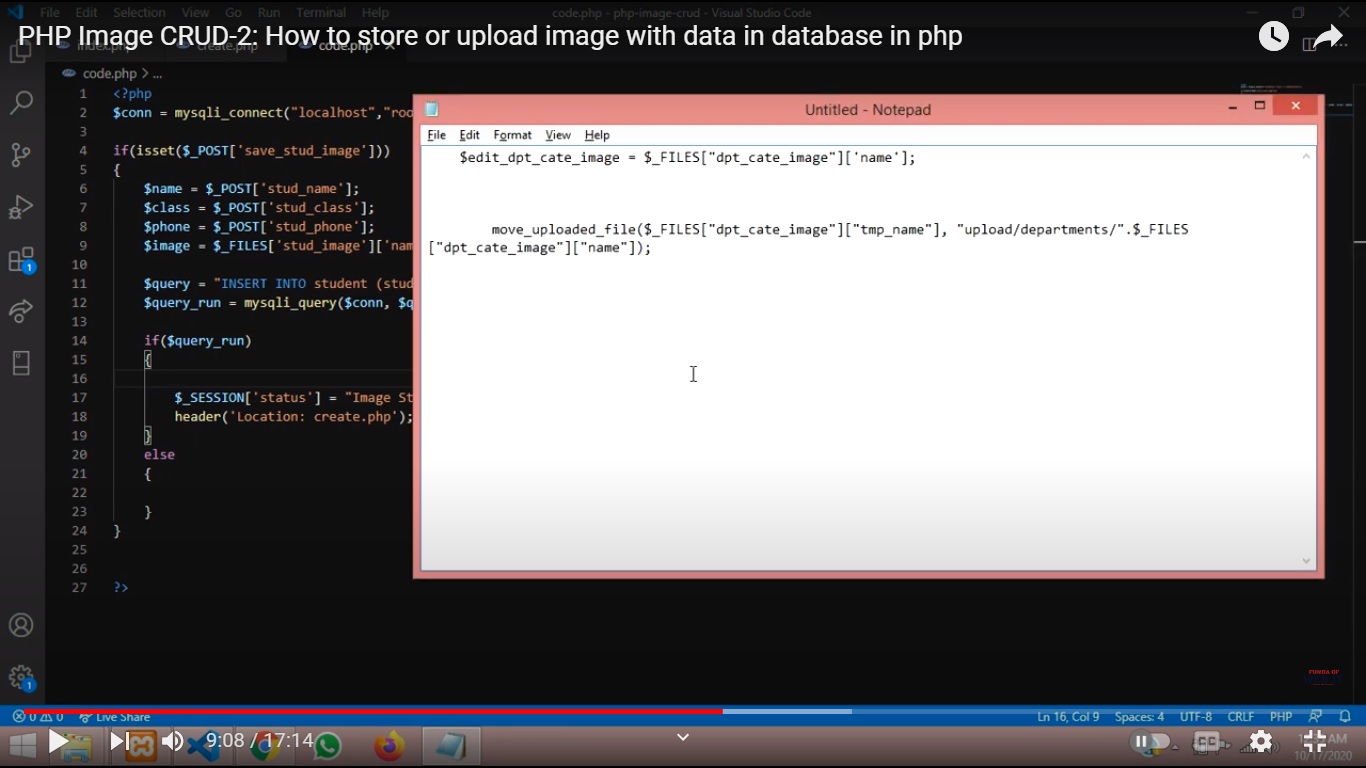 File Edit Selection View Go Run Terminal Help
code.php - php-image-crud - Visual Studio Code
PHP Image CRUD-2: How to store or upload image with data in database in php
index.php create.php code.php
code.php > ...
1 <?php
2 $conn = mysqli_connect("localhost","roo
3
4 if(isset($_POST['save_stud_image']))
5 {
6 $name = $_POST['stud_name'];
7 $class = $_POST['stud_class'];
8 $phone = $_POST['stud_phone'];
9 $image = $_FILES['stud_image']['nam
10
11 $query = "INSERT INTO student (stud
12 $query_run = mysqli_query($conn, $q
13
14 if($query_run)
15 {
16
17 $_SESSION['status'] = "Image St
18 header('Location: create.php');
19 }
20 else
21 {
22
23 }
24 }
25
26
27 ?>
Untitled - Notepad
File Edit Format View Help
$edit_dpt_cate_image = $_FILES["dpt_cate_image"]['name'];
move_uploaded_file($_FILES["dpt_cate_image"]["tmp_name"], "upload/departments/".$_FILES
["dpt_cate_image"]["name"]);
1
1
FUNDA OF
0 0 Live Share
Ln 16, Col 9 Spaces: 4 UTF-8 CRLF PHP
9:08 / 17:14
AM
10/17/2020